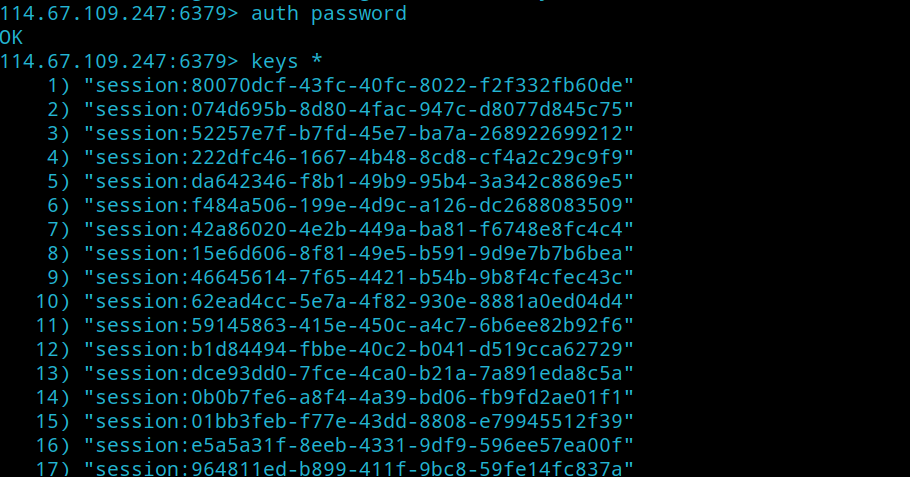 114.67.109.247:6379> auth password
OK
114.67.109.247:6379> keys *
1) "session:80070dcf-43fc-40fc-8022-f2f332fb60de"
2) "session:074d695b-8d80-4fac-947c-d8077d845c75"
3) "session:52257e7f-b7fd-45e7-ba7a-268922699212"
4) "session:222dfc46-1667-4b48-8cd8-cf4a2c29c9f9"
5) "session:da642346-f8b1-49b9-95b4-3a342c8869e5"
6) "session:f484a506-199e-4d9c-a126-dc2688083509"
7) "session:42a86020-4e2b-449a-ba81-f6748e8fc4c4"
8) "session:15e6d606-8f81-49e5-b591-9d9e7b7b6bea"
9) "session:46645614-7f65-4421-b54b-9b8f4cfec43c"
10) "session:62ead4cc-5e7a-4f82-930e-8881a0ed04d4"
11) "session:59145863-415e-450c-a4c7-6b6ee82b92f6"
12) "session:b1d84494-fbbe-40c2-b041-d519cca62729"
13) "session:dce93dd0-7fce-4ca0-b21a-7a891eda8c5a"
14) "session:0b0b7fe6-a8f4-4a39-bd06-fb9fd2ae01f1"
15) "session:01bb3feb-f77e-43dd-8808-e79945512f39"
16) "session:e5a5a31f-8eeb-4331-9df9-596ee57ea00f"
17) "session:964811ed-b899-411f-9bc8-59fe14fc837a"